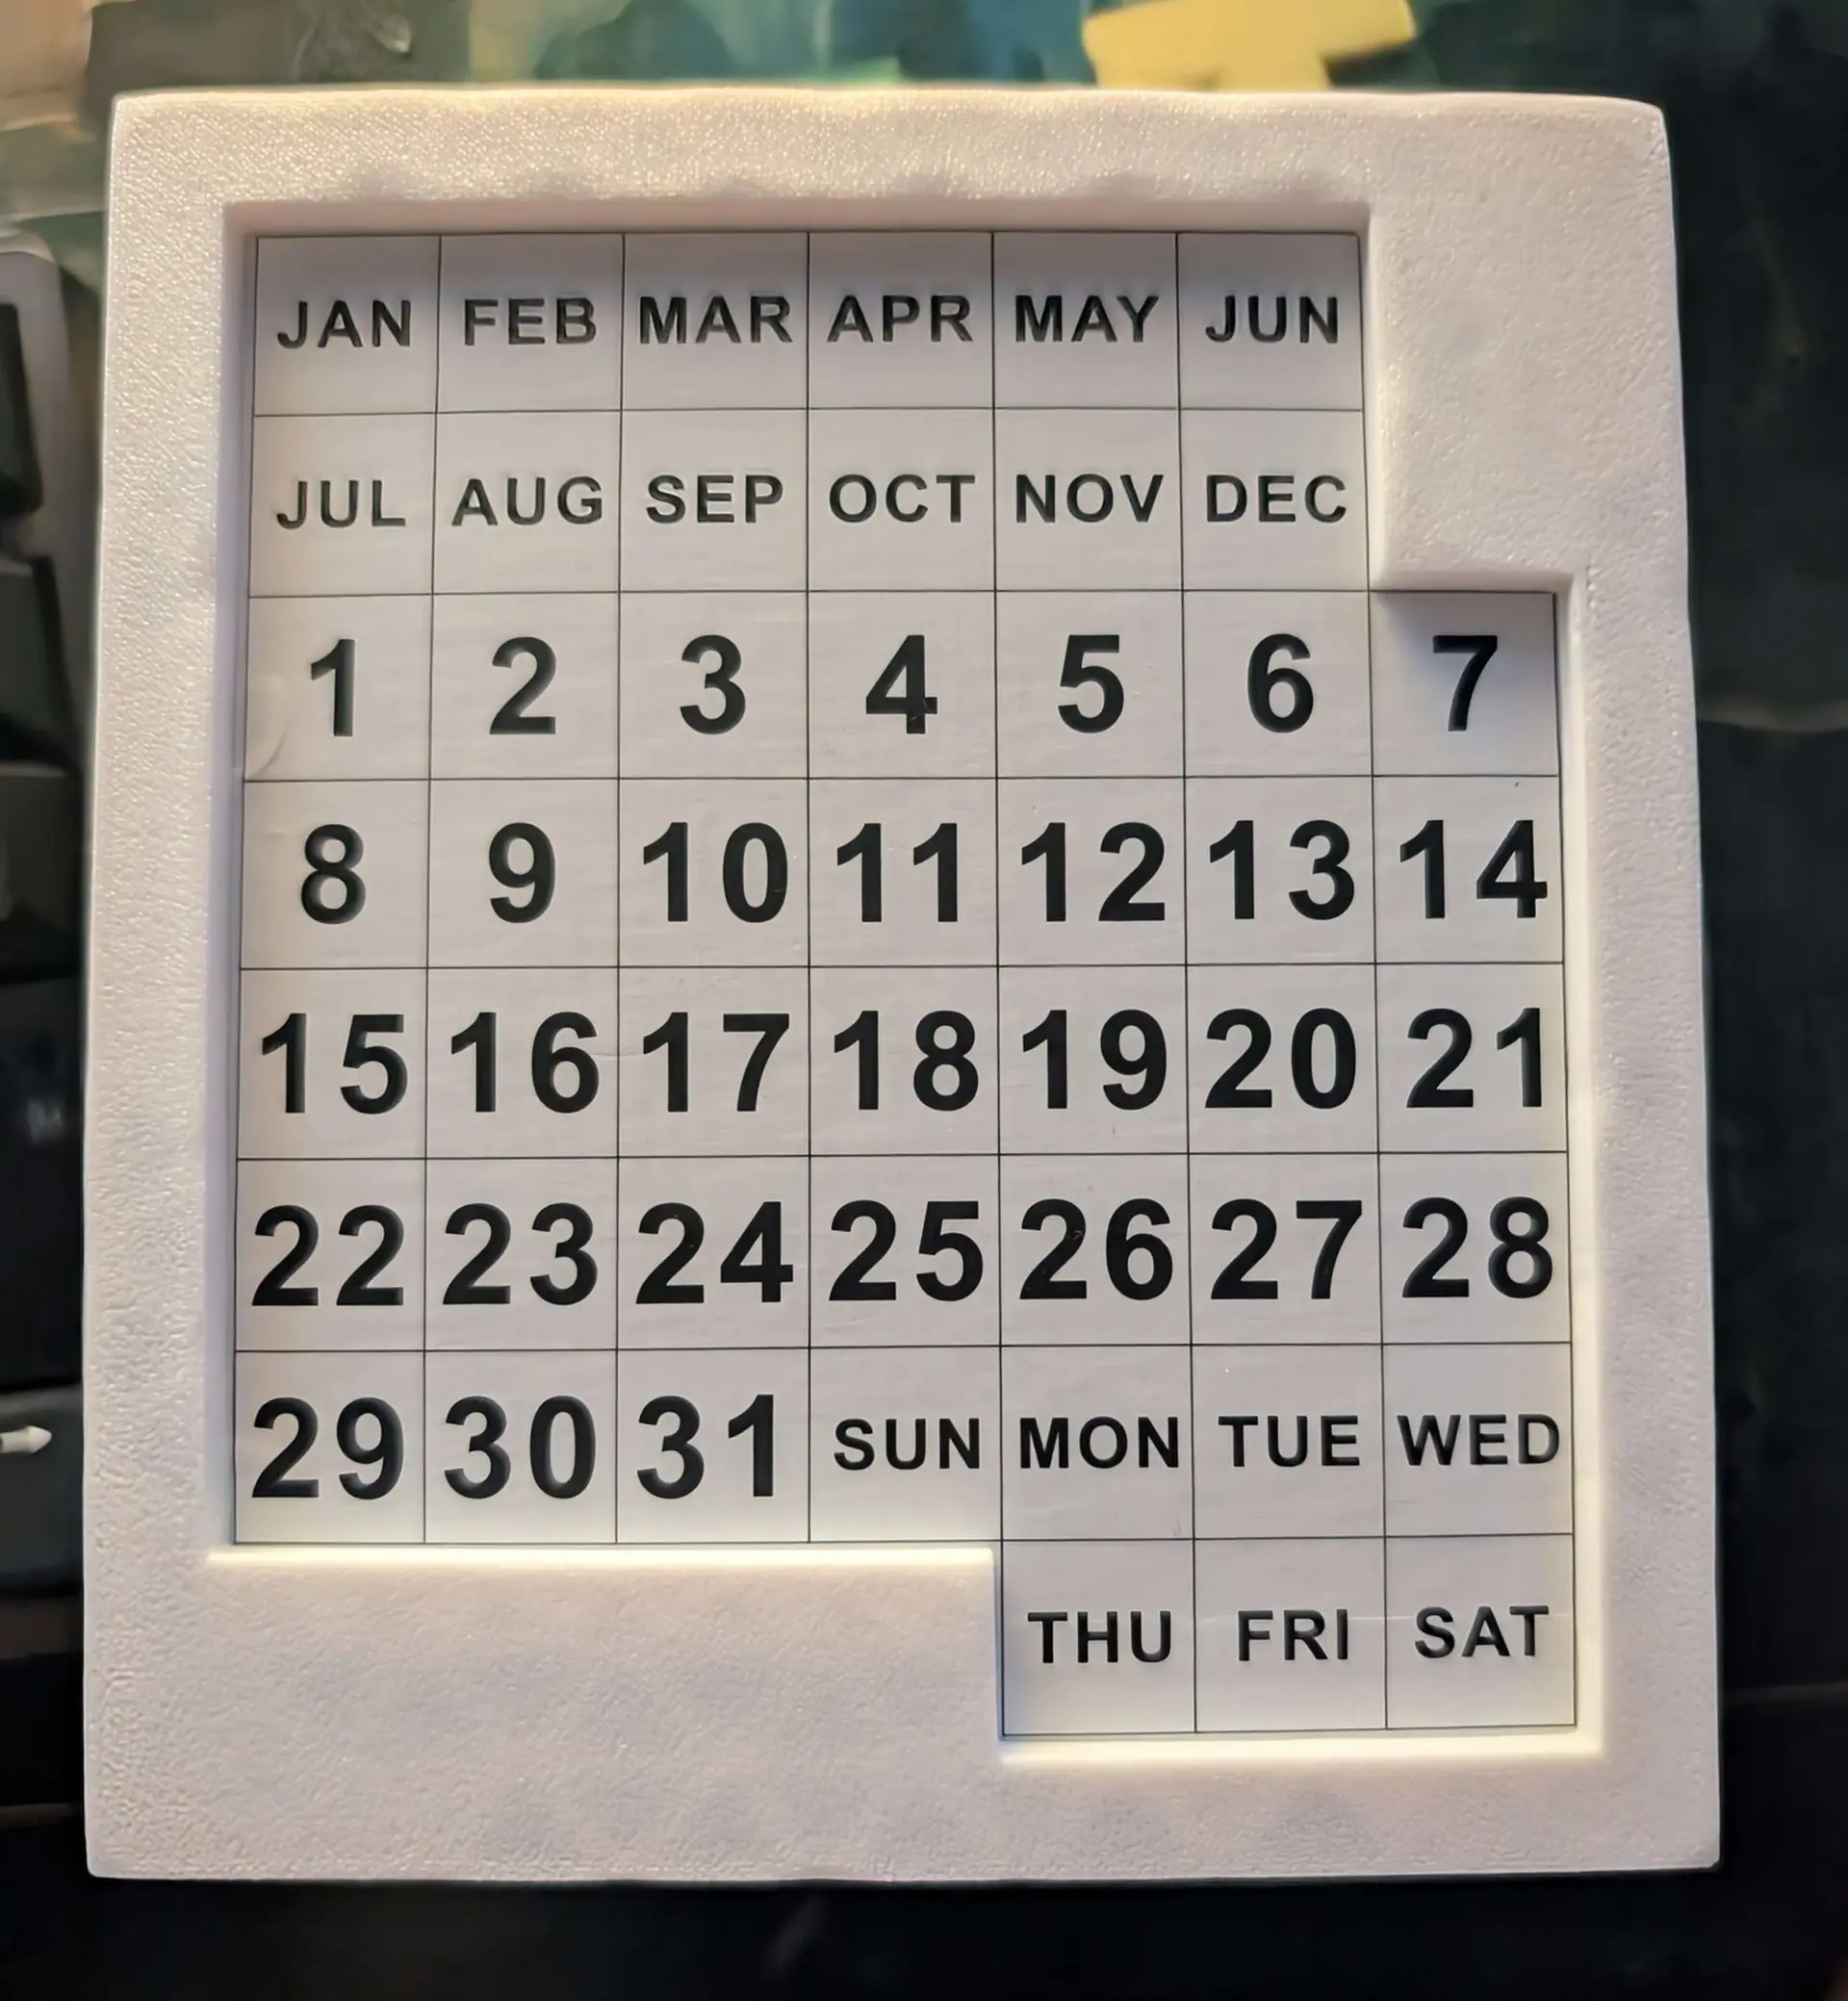 JAN FEB MAR APR MAY JUN
JUL AUG SEP OCT NOV DEC
1 2 3 4 5 6 7
8 9 10 11 12 13 14
15 16 17 18 19 20 21
22 23 24 25 26 27 28
29 30 31 SUN MON TUE WED
THU FRI SAT